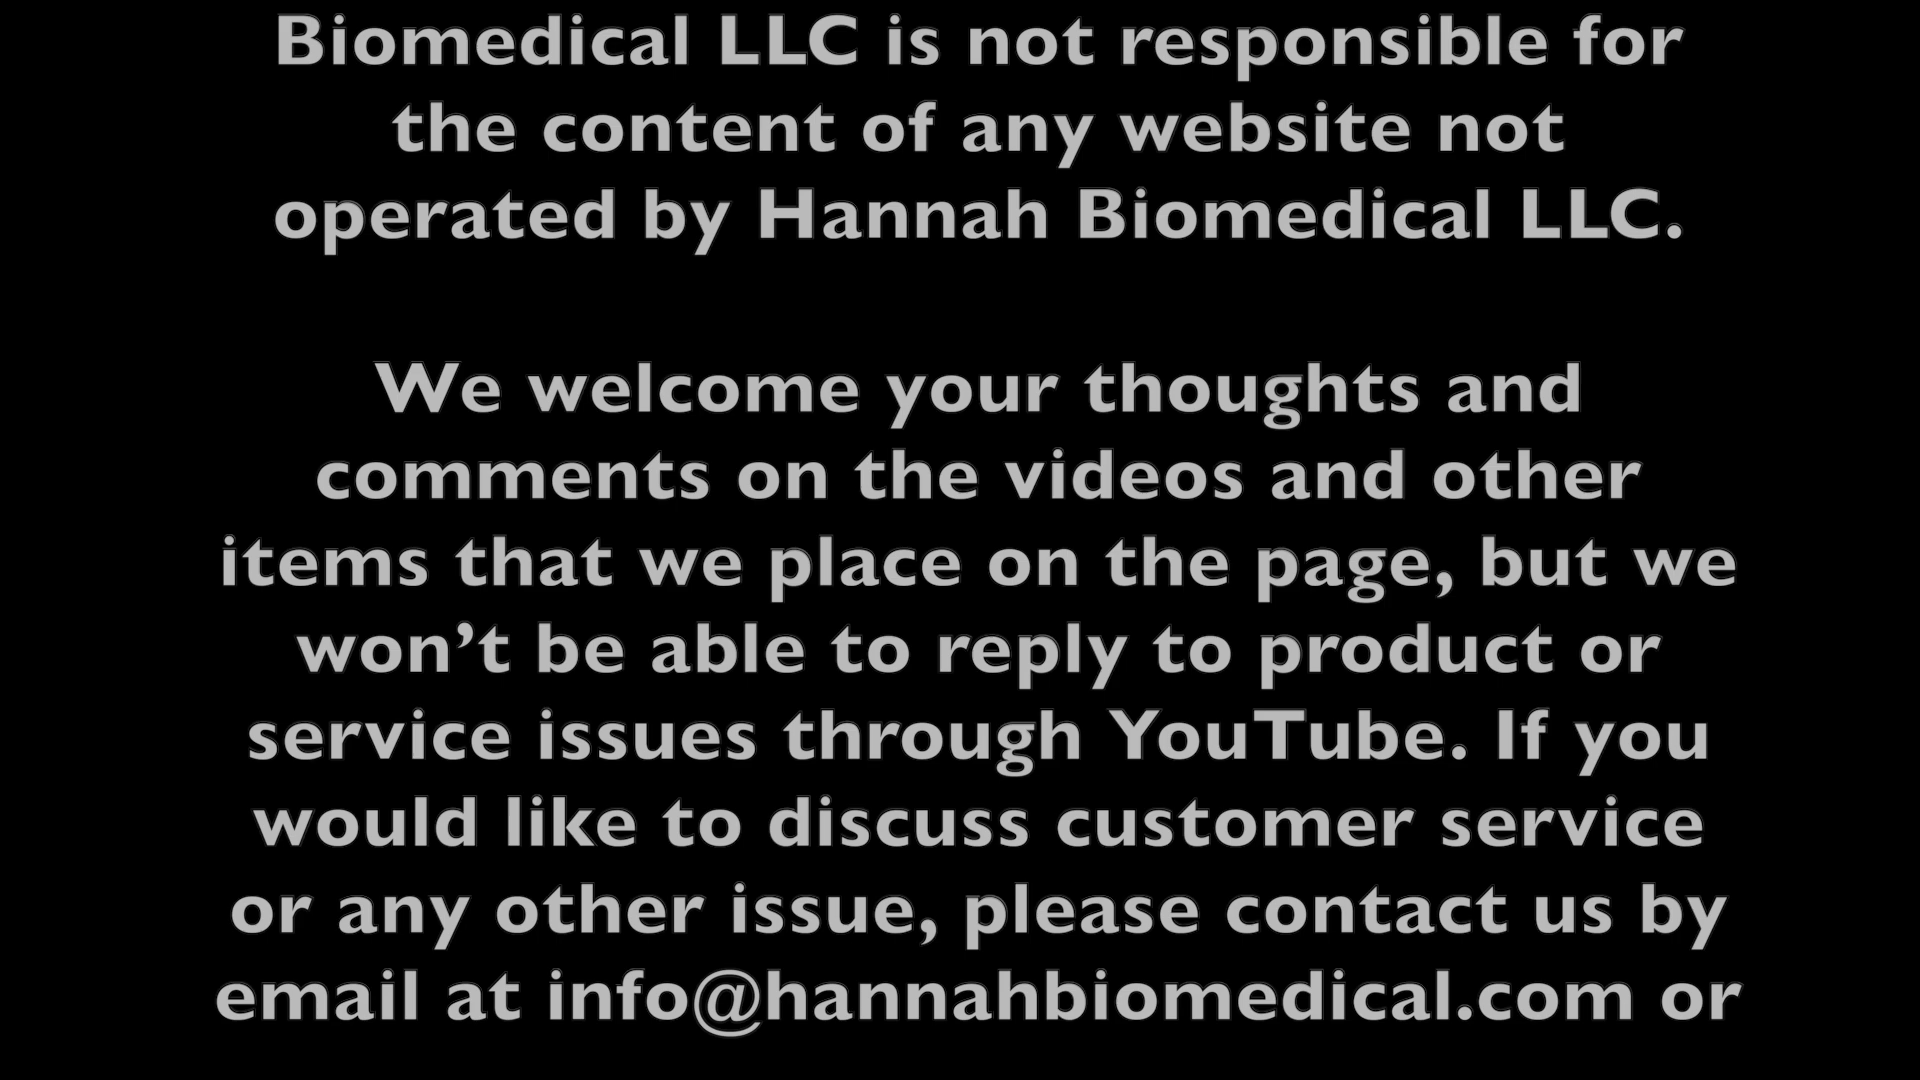 Biomedical LLC is not responsible for
the content of any website not
operated by Hannah Biomedical LLC.
We welcome your thoughts and
comments on the videos and other
items that we place on the page, but we
won’t be able to reply to product or
service issues through YouTube. If you
would like to discuss customer service
or any other issue, please contact us by
email at info@hannahbiomedical.com or